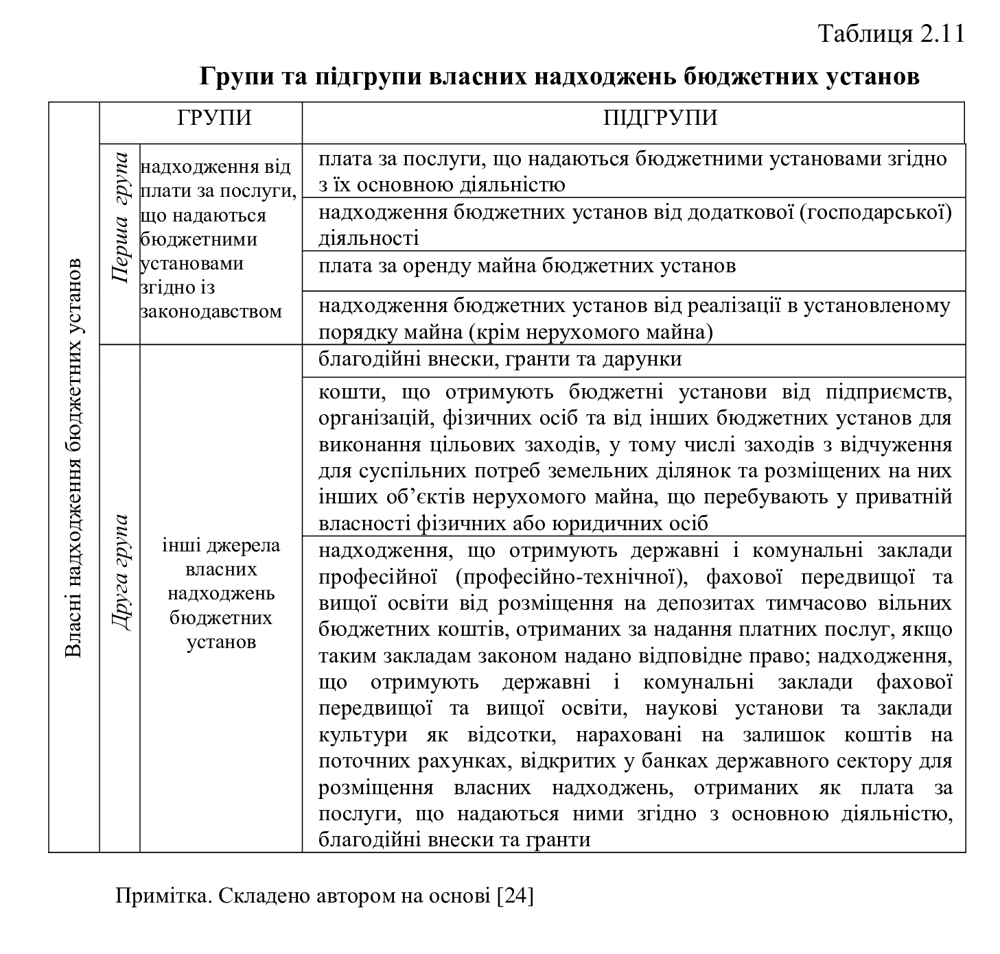 Таблиця 2.11
Групи та підгрупи власних надходжень бюджетних установ
Власні надходження бюджетних установ
ГРУПИ
ПІДГРУПИ
Перша група
надходження від
плати за послуги,
що надаються
бюджетними
установами
згідно із
законодавством
плата за послуги, що надаються бюджетними установами згідно
з їх основною діяльністю
надходження бюджетних установ від додаткової (господарської)
діяльності
плата за оренду майна бюджетних установ
надходження бюджетних установ від реалізації в установленому
порядку майна (крім нерухомого майна)
Друга група
інші джерела
власних
надходжень
бюджетних
установ
благодійні внески, гранти та дарунки
кошти, що отримують бюджетні установи від підприємств,
організацій, фізичних осіб та від інших бюджетних установ для
виконання цільових заходів, у тому числі заходів з відчуження
для суспільних потреб земельних ділянок та розміщених на них
інших об’єктів нерухомого майна, що перебувають у приватній
власності фізичних або юридичних осіб
надходження, що отримують державні і комунальні заклади
професійної (професійно-технічної), фахової передвищої та
вищої освіти від розміщення на депозитах тимчасово вільних
бюджетних коштів, отриманих за надання платних послуг, якщо
таким закладам законом надано відповідне право; надходження,
що отримують державні і комунальні заклади фахової
передвищої та вищої освіти, наукові установи та заклади
культури як відсотки, нараховані на залишок коштів на
поточних рахунках, відкритих у банках державного сектору для
розміщення власних надходжень, отриманих як плата за
послуги, що надаються ними згідно з основною діяльністю,
благодійні внески та гранти
Примітка. Складено автором на основі [24]